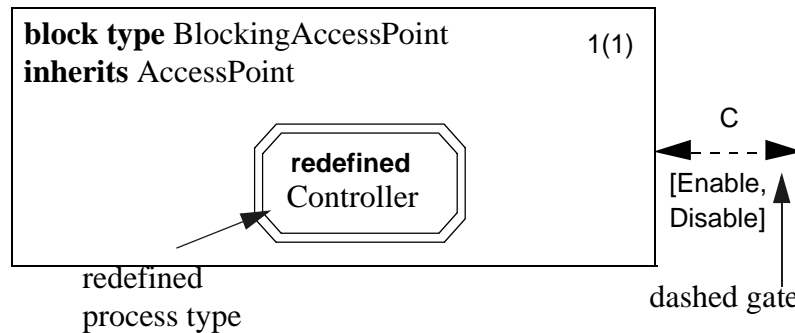 block type BlockingAccessPoint
1(1)
inherits AccessPoint
redefined
Controller
C
[Enable,
Disable]
redefined
process type
dashed gate